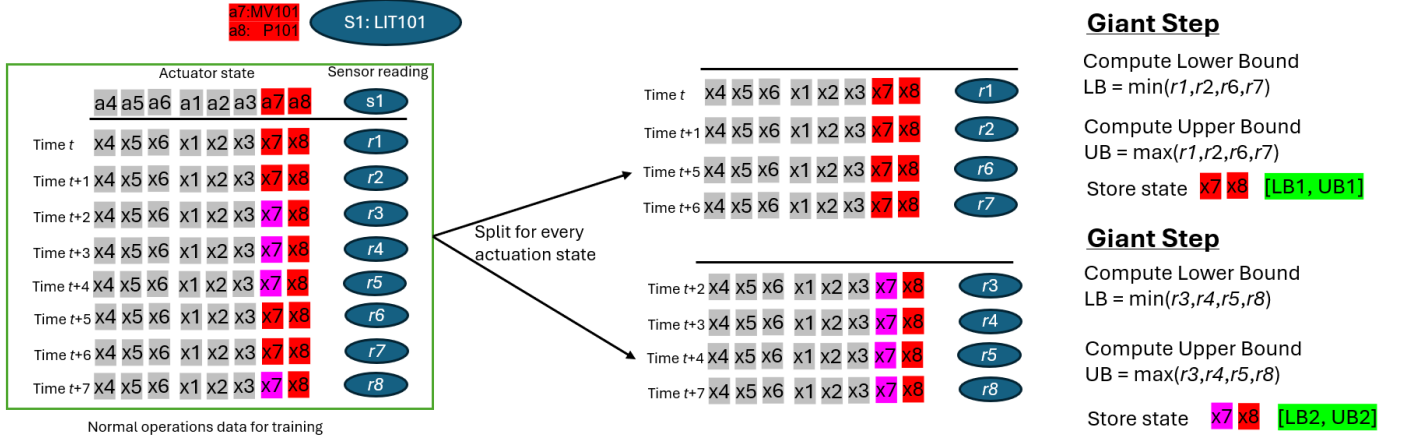 a7:MV101
a8: P101
S1: LIT101
Actuator state Sensor reading
a4 a5 a6 a1 a2 a3 a7 a8 s1
Time t x4 x5 x6 x1 x2 x3 x7 x8 r1
Time t+1 x4 x5 x6 x1 x2 x3 x7 x8 r2
Time t+2 x4 x5 x6 x1 x2 x3 x7 x8 r3
Time t+3 x4 x5 x6 x1 x2 x3 x7 x8 r4
Time t+4 x4 x5 x6 x1 x2 x3 x7 x8 r5
Time t+5 x4 x5 x6 x1 x2 x3 x7 x8 r6
Time t+6 x4 x5 x6 x1 x2 x3 x7 x8 r7
Time t+7 x4 x5 x6 x1 x2 x3 x7 x8 r8
Normal operations data for training
Split for every
actuation state
Time t x4 x5 x6 x1 x2 x3 x7 x8 r1
Time t+1 x4 x5 x6 x1 x2 x3 x7 x8 r2
Time t+5 x4 x5 x6 x1 x2 x3 x7 x8 r6
Time t+6 x4 x5 x6 x1 x2 x3 x7 x8 r7
Time t+2 x4 x5 x6 x1 x2 x3 x7 x8 r3
Time t+3 x4 x5 x6 x1 x2 x3 x7 x8 r4
Time t+4 x4 x5 x6 x1 x2 x3 x7 x8 r5
Time t+7 x4 x5 x6 x1 x2 x3 x7 x8 r8
Giant Step
Compute Lower Bound
LB = min(r1,r2,r6,r7)
Compute Upper Bound
UB = max(r1,r2,r6,r7)
Store state x7 x8 [LB1, UB1]
Giant Step
Compute Lower Bound
LB = min(r3,r4,r5,r8)
Compute Upper Bound
UB = max(r3,r4,r5,r8)
Store state x7 x8 [LB2, UB2]